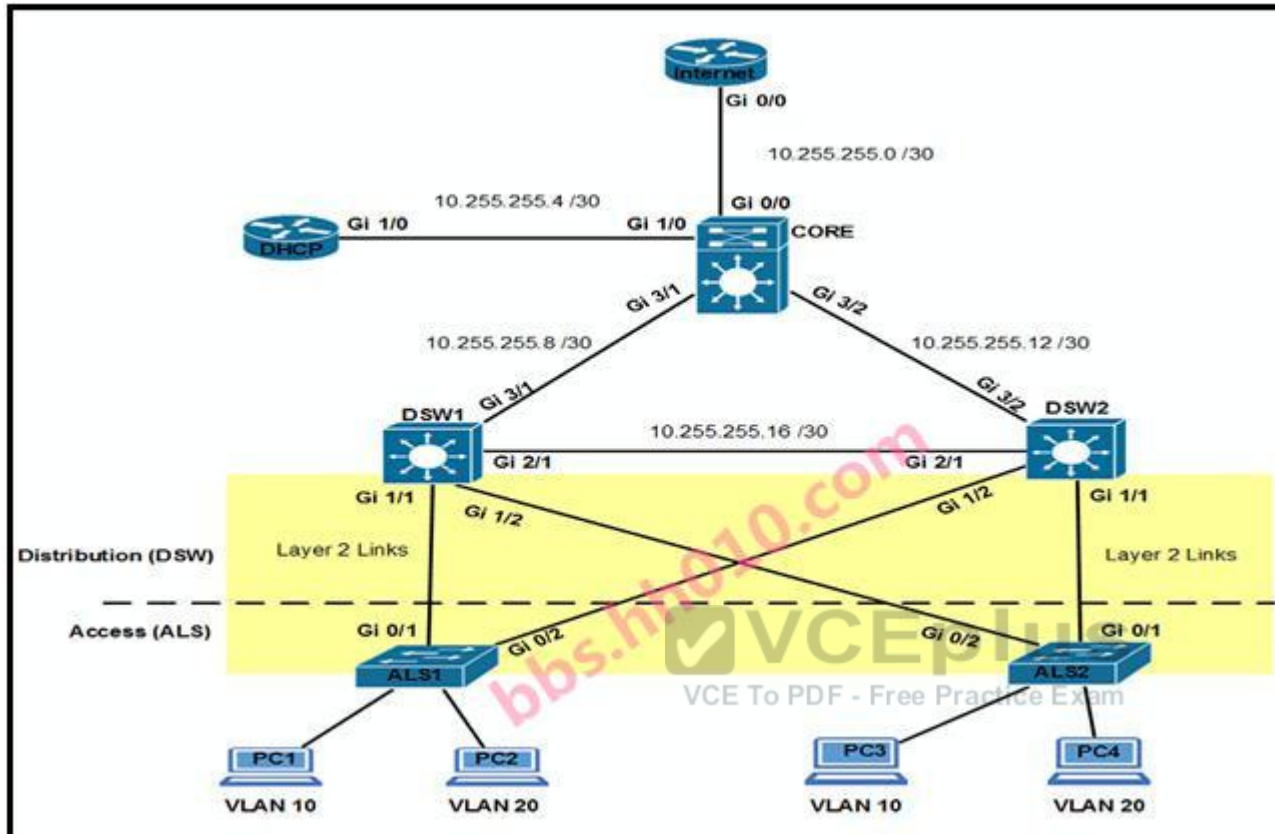 Internet
Gi 0/0
10.255.255.0 /30
10.255.255.4 /30
Gi 0/0
Gi 1/0
Gi 1/0
CORE
DHCP
Gi 3/1
Gi 3/2
10.255.255.8 /30
10.255.255.12 /30
Gi 3/1
Gi 3/2
DSW1
DSW2
10.255.255.16 /30
Gi 2/1
Gi 2/1
Gi 1/1
Gi 1/2
Gi 1/2
Gi 1/1
Distribution (DSW)
Layer 2 Links
Layer 2 Links
bbs.hh010.com
Access (ALS)
Gi 0/1
Gi 0/2
Gi 0/2
Gi 0/1
VCEplus
ALS1
ALS2
VCE To PDF - Free Practice Exam
PC1
PC2
PC3
PC4
VLAN 10
VLAN 20
VLAN 10
VLAN 20